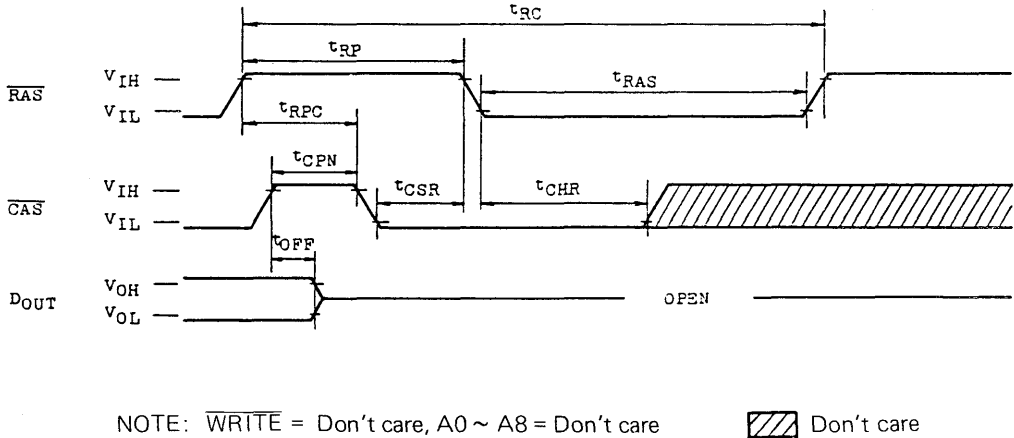 tRC
tRP
RAS
VIH
VIL
tRAS
tRPC
tCPN
CAS
VIH
VIL
tCSR
tCHR
tOFF
DOUT
VOH
VOL
OPEN
NOTE: WRITE = Don't care, A0 ~ A8 = Don't care
Don't care